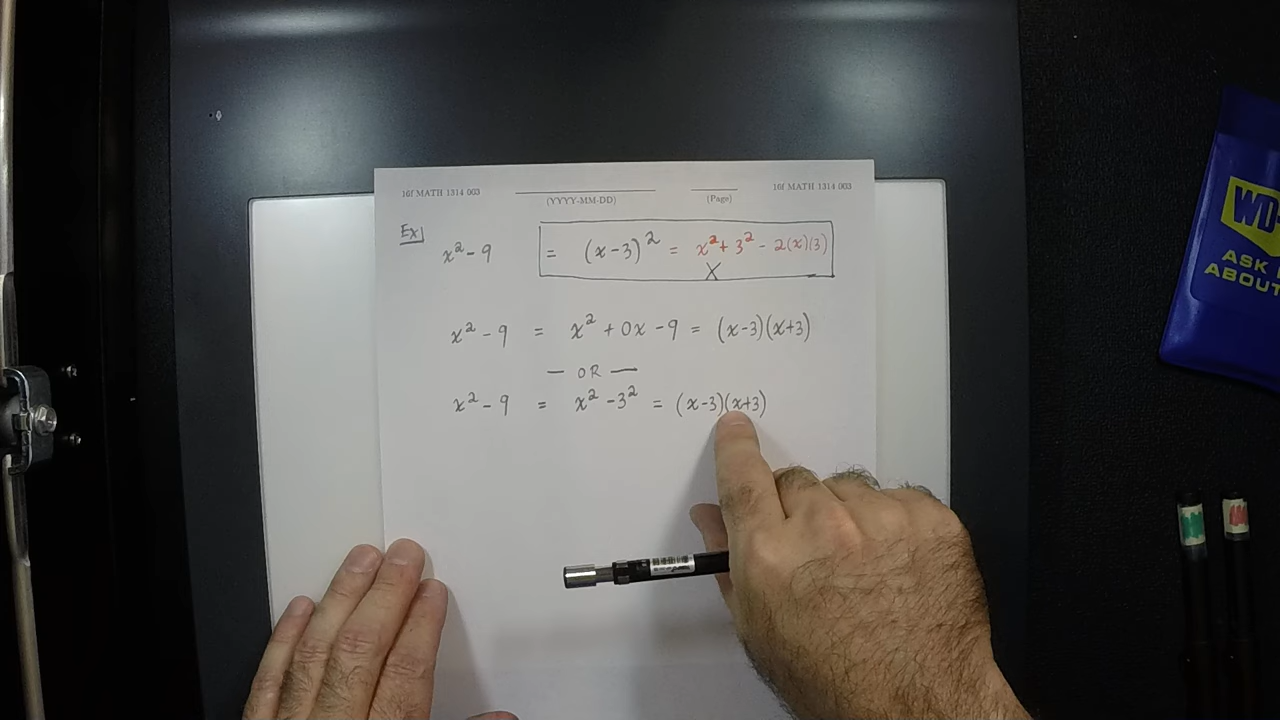 16f MATH 1314 003 (YYYY-MM-DD) (Page) 16f MATH 1314 003
Ex
x² - 9 = (x - 3)² = x² + 3² - 2(x)(3)
X
x² - 9 = x² + 0x - 9 = (x-3)(x+3)
— OR —
x² - 9 = x² - 3² = (x-3)(x+3)
WD-
ASK
ABOUT